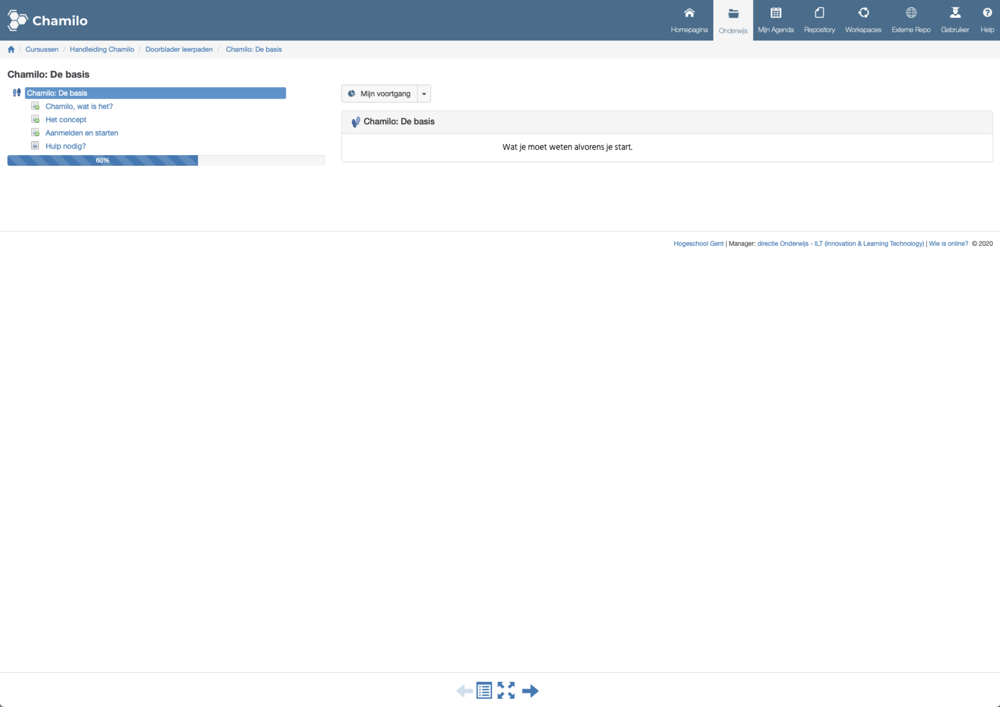 Chamilo
Homepagina
Onderwijs
Mijn Agenda
Repository
Workspaces
Externe Repo
Gebruiker
Help
/ Cursussen / Handleiding Chamilo / Doorblader leerpaden / Chamilo: De basis
Chamilo: De basis
Chamilo: De basis
Chamilo, wat is het?
Het concept
Aanmelden en starten
Hulp nodig?
60%
Mijn voortgang
Chamilo: De basis
Wat je moet weten alvorens je start.
Hogeschool Gent | Manager: directie Onderwijs - ILT (Innovation & Learning Technology) | Wie is online? © 2020